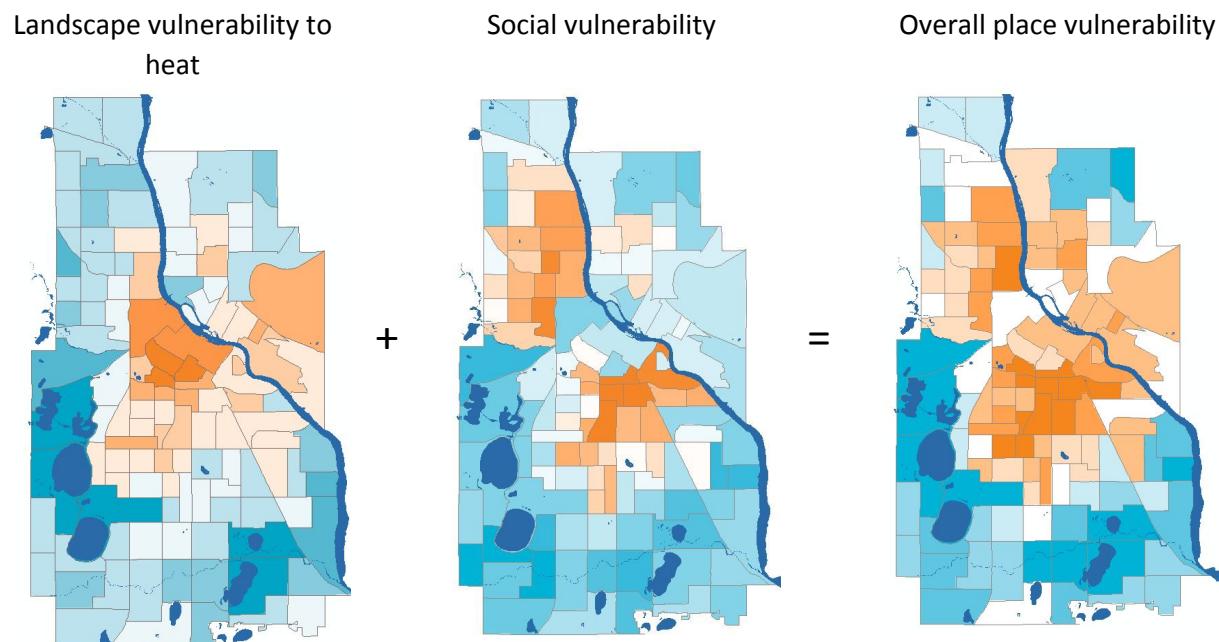 Landscape vulnerability to
heat
Social vulnerability
Overall place vulnerability
+
=